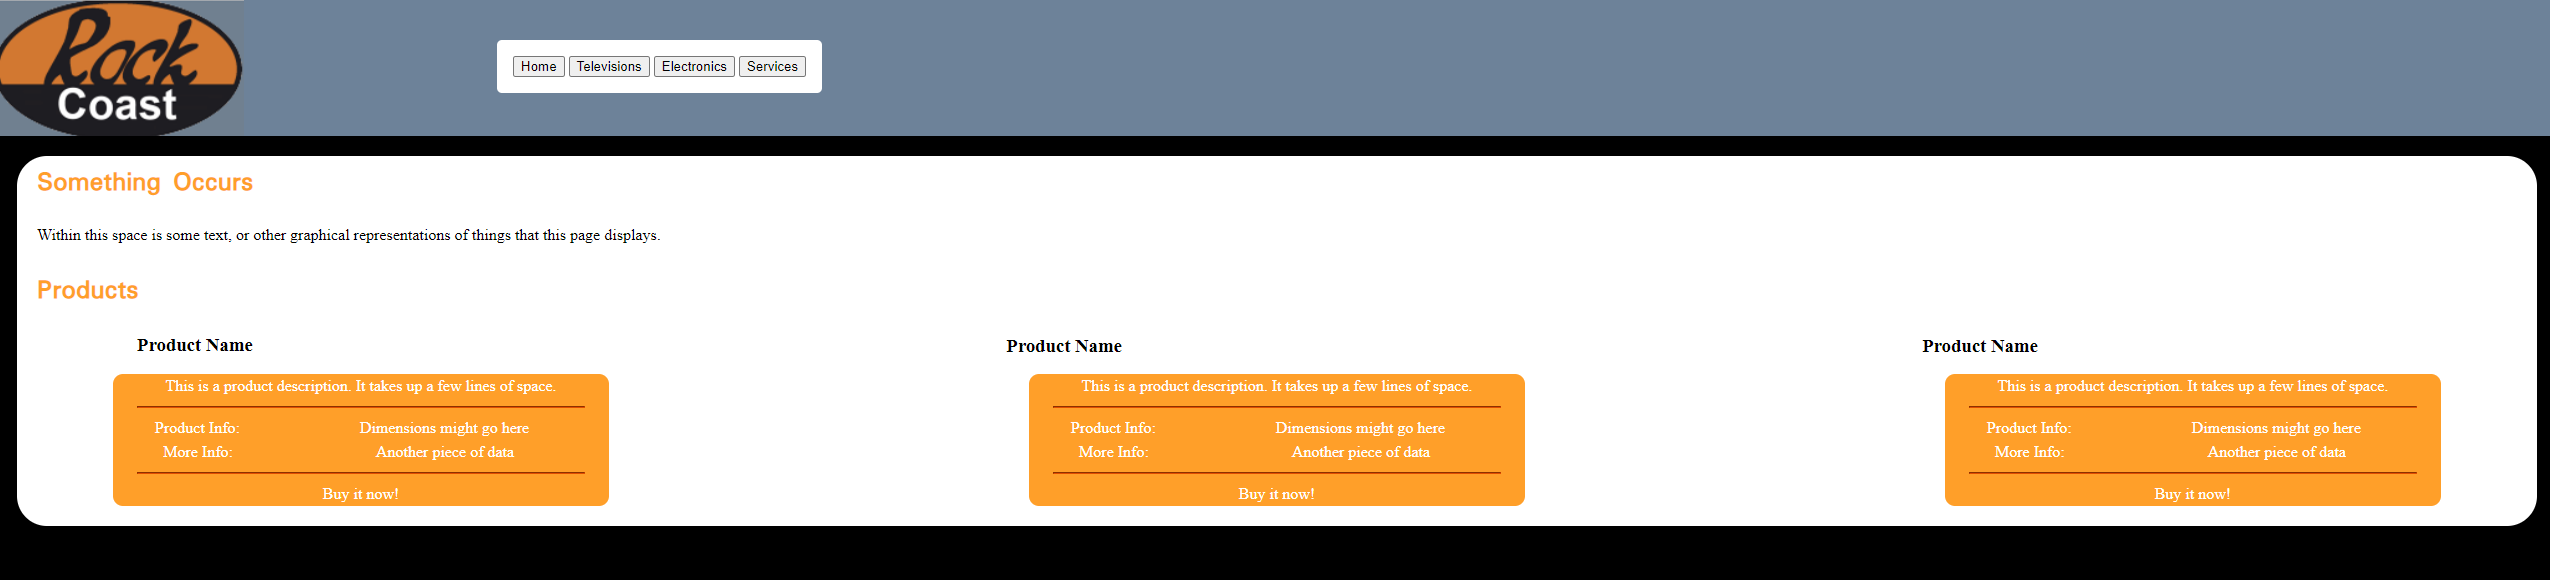 Rock
Coast
Home Televisions Electronics Services
Something Occurs
Within this space is some text, or other graphical representations of things that this page displays.
Products
Product Name
This is a product description. It takes up a few lines of space.
Product Info: Dimensions might go here
More Info: Another piece of data
Buy it now!
Product Name
This is a product description. It takes up a few lines of space.
Product Info: Dimensions might go here
More Info: Another piece of data
Buy it now!
Product Name
This is a product description. It takes up a few lines of space.
Product Info: Dimensions might go here
More Info: Another piece of data
Buy it now!